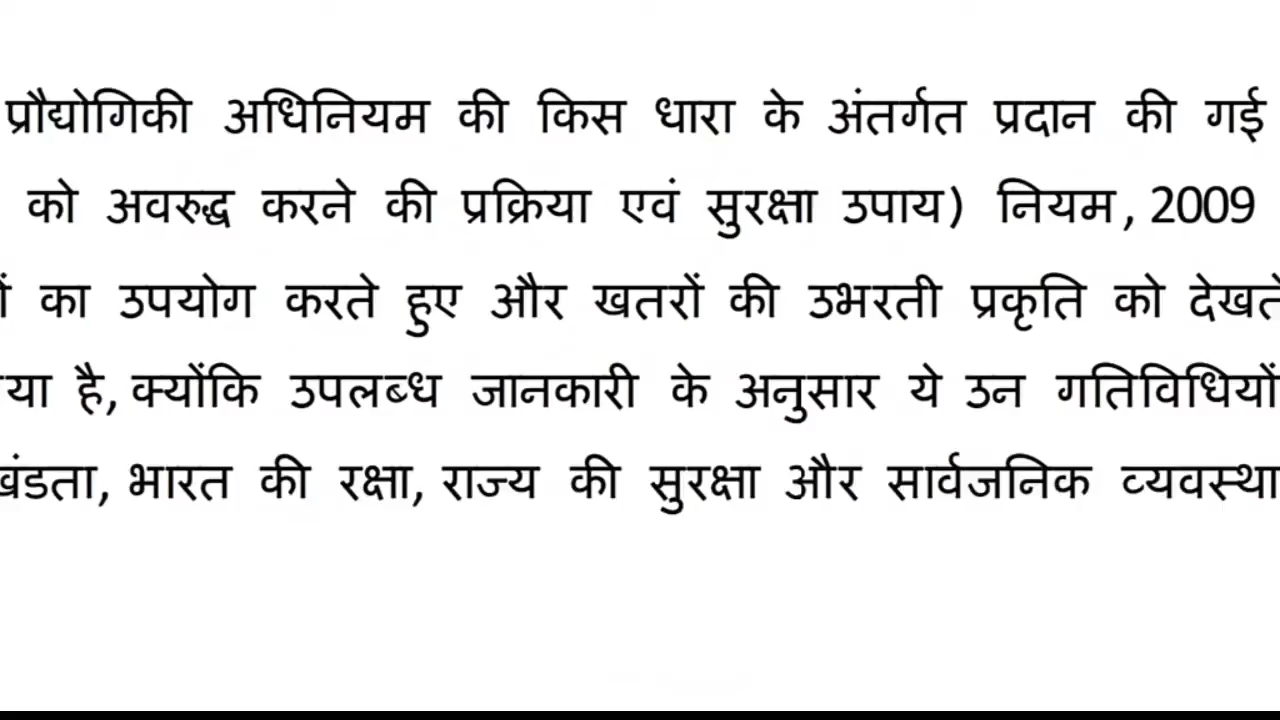 प्रौद्योगिकी अधिनियम की किस धारा के अंतर्गत प्रदान की गई
को अवरुद्ध करने की प्रक्रिया एवं सुरक्षा उपाय) नियम, 2009
का उपयोग करते हुए और खतरों की उभरती प्रकृति को देखते
है, क्योंकि उपलब्ध जानकारी के अनुसार ये उन गतिविधियों
भारत की रक्षा, राज्य की सुरक्षा और सार्वजनिक व्यवस्था